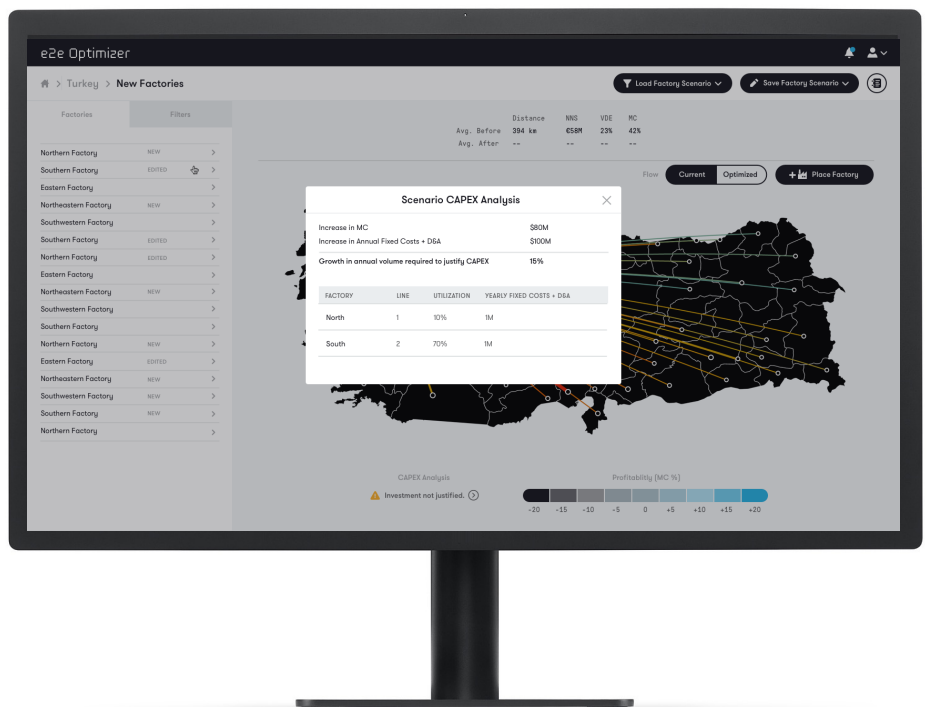 e2e Optimizer
> Turkey > New Factories
Load Factory Scenario
Save Factory Scenario
Factories Filters
Distance NNS VDE MC
Avg. Before 394 km €58M 23% 42%
Avg. After -- -- -- --
Flow Current Optimized + Place Factory
Northern Factory NEW >
Southern Factory EDITED >
Eastern Factory >
Northeastern Factory NEW >
Southwestern Factory >
Southern Factory EDITED >
Northern Factory EDITED >
Eastern Factory >
Northeastern Factory NEW >
Southwestern Factory >
Southern Factory >
Northern Factory NEW >
Eastern Factory EDITED >
Northeastern Factory NEW >
Southwestern Factory NEW >
Southern Factory NEW >
Northern Factory >
Scenario CAPEX Analysis
Increase in MC $80M
Increase in Annual Fixed Costs + D&A $100M
Growth in annual volume required to justify CAPEX 15%
FACTORY LINE UTILIZATION YEARLY FIXED COSTS + D&A
North 1 10% 1M
South 2 70% 1M
CAPEX Analysis
Investment not justified.
Profitablitly (MC %)
-20 -15 -10 -5 0 +5 +10 +15 +20